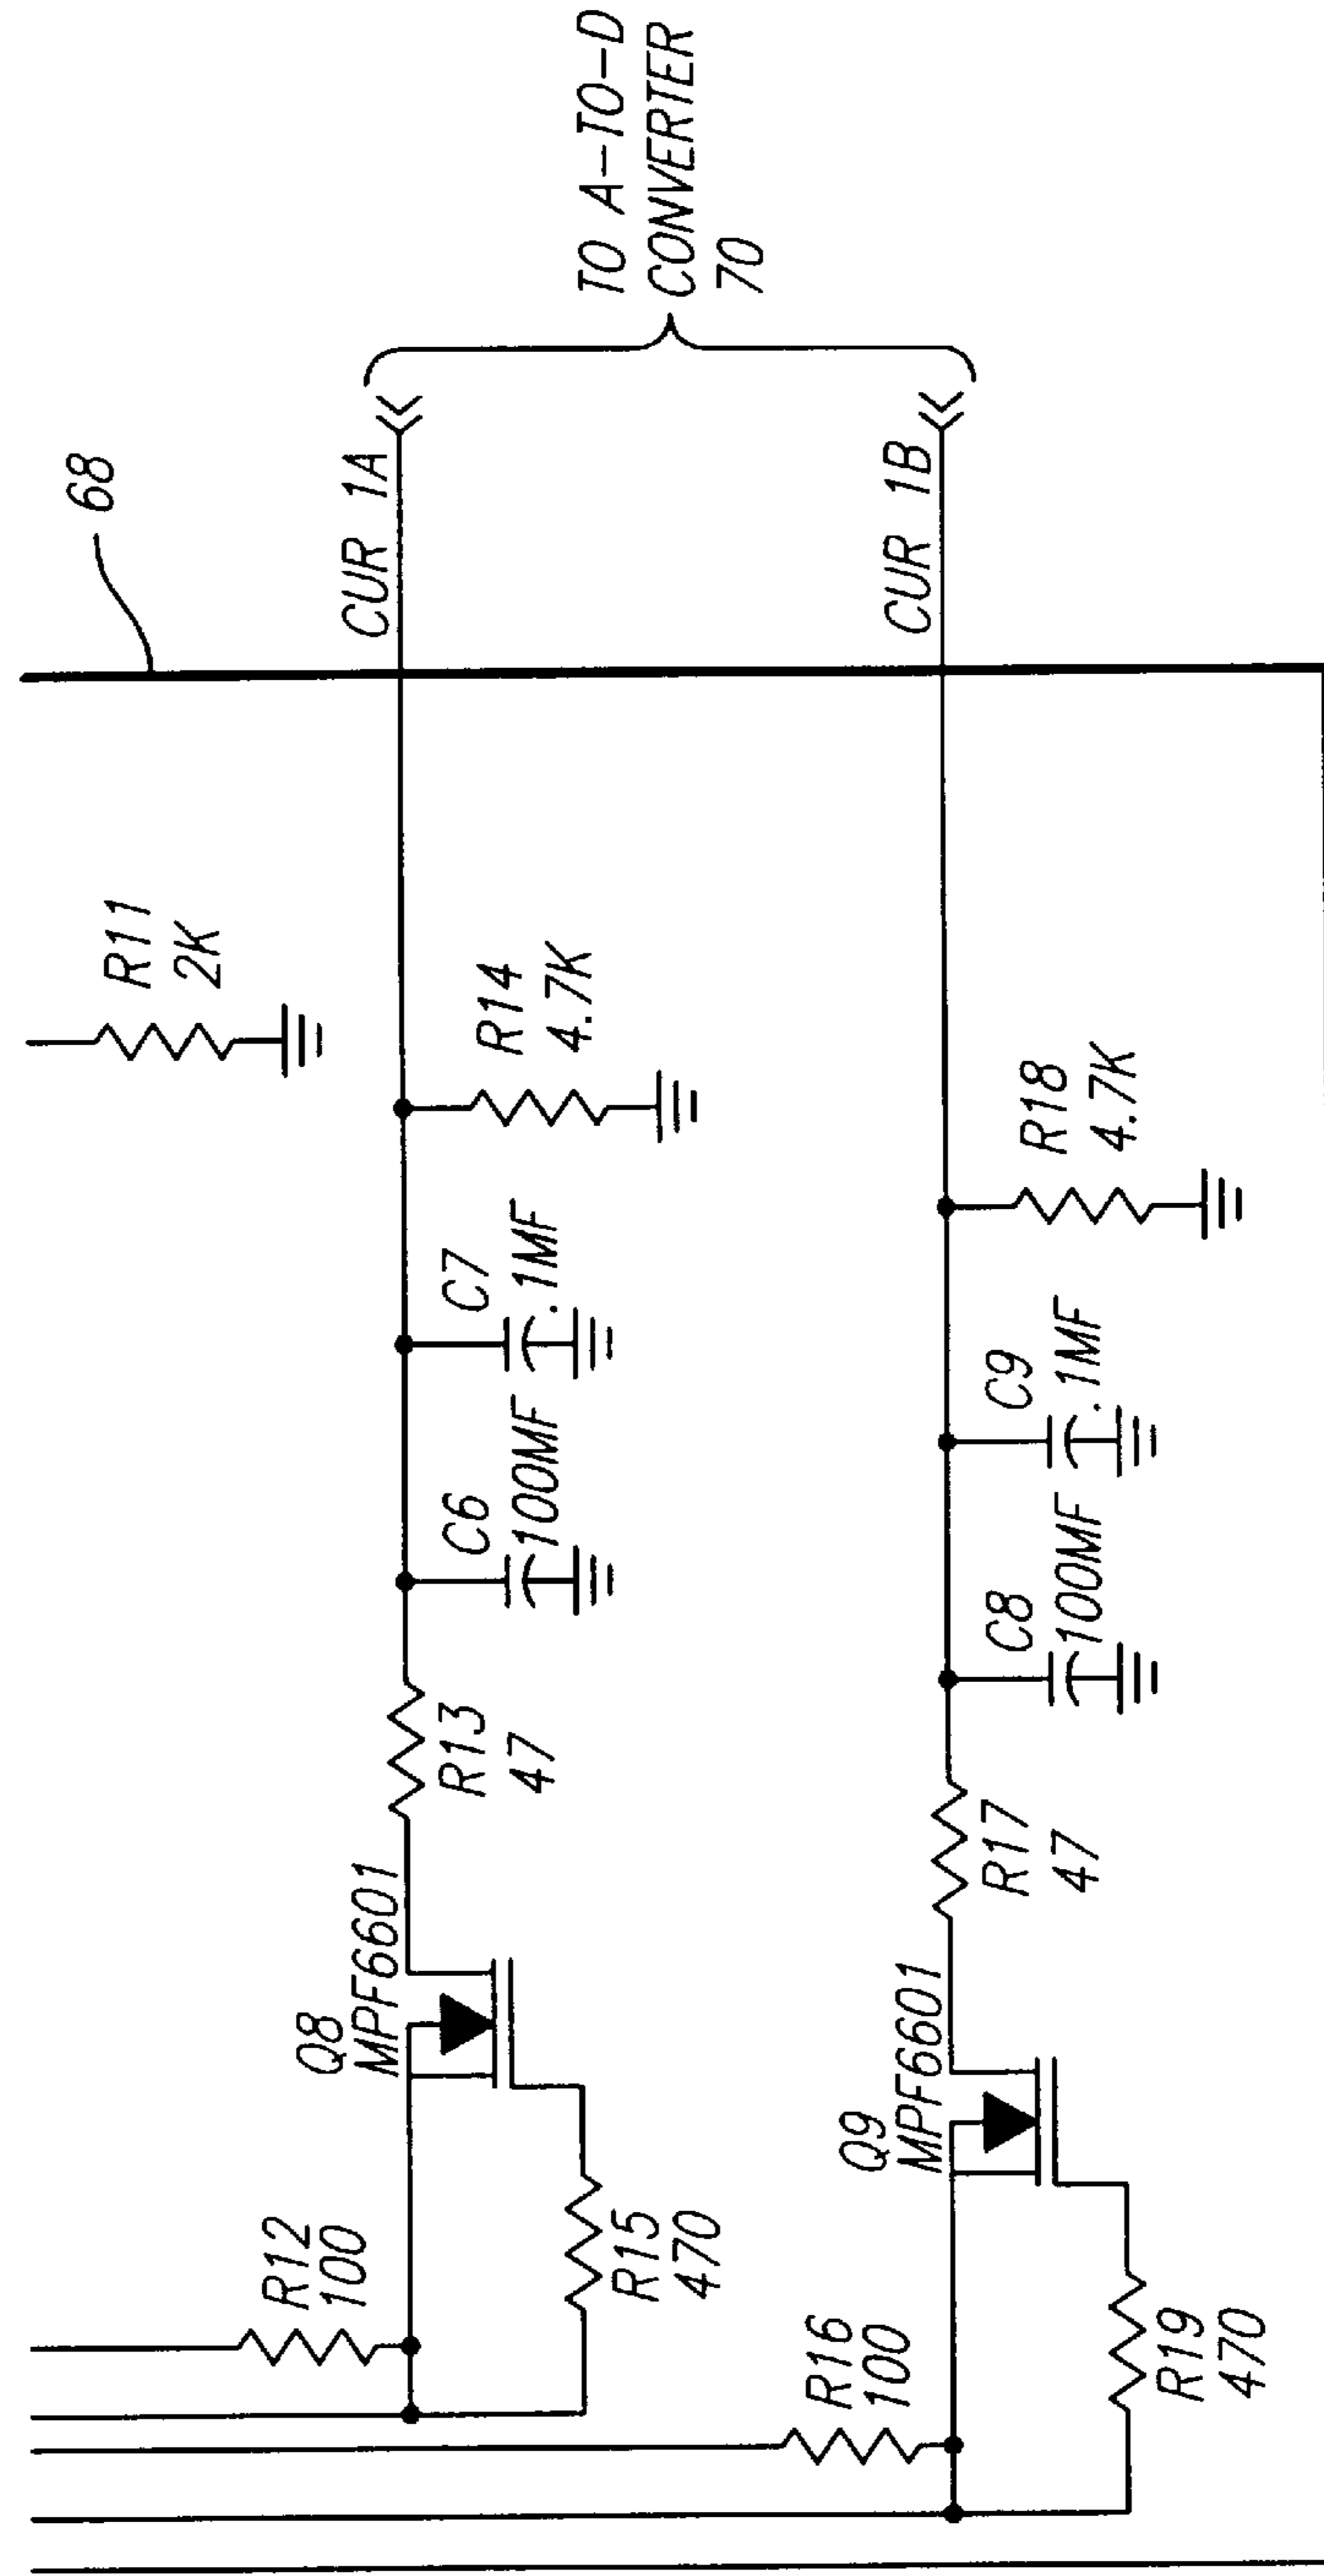 68
R11
2K
CUR 1A
TO A-TO-D
CONVERTER
70
R12
100
Q8
MPF6601
R13
47
C6
100MF
C7
.1MF
R14
4.7K
R15
470
CUR 1B
R16
100
Q9
MPF6601
R17
47
C8
100MF
C9
.1MF
R18
4.7K
R19
470